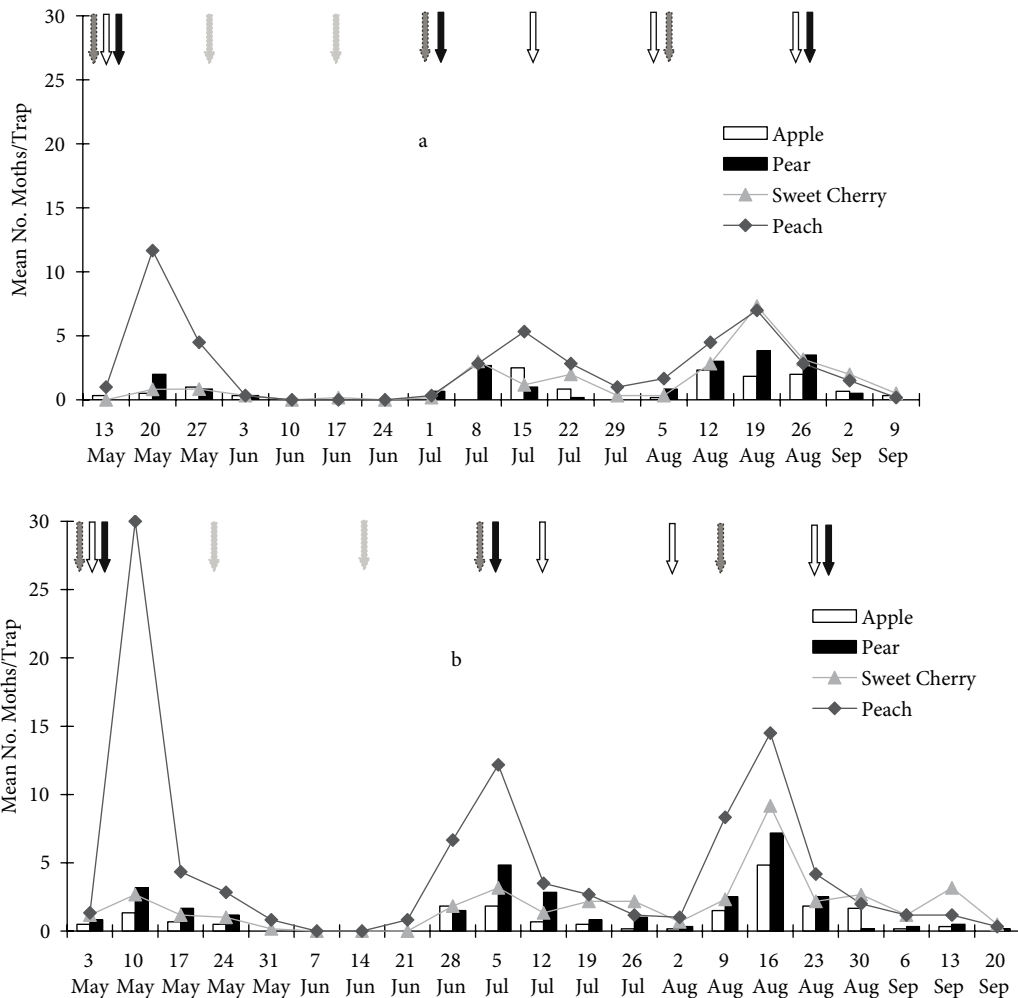 30
25
20
15
10
5
0
Mean No. Moths/Trap
a
Apple
Pear
Sweet Cherry
Peach
13 20 27 3 10 17 24 1 8 15 22 29 5 12 19 26 2 9
May May May Jun Jun Jun Jun Jul Jul Jul Jul Jul Aug Aug Aug Aug Sep Sep
30
25
20
15
10
5
0
Mean No. Moths/Trap
b
Apple
Pear
Sweet Cherry
Peach
3 10 17 24 31 7 14 21 28 5 12 19 26 2 9 16 23 30 6 13 20
May May May May May Jun Jun Jun Jun Jul Jul Jul Jul Aug Aug Aug Aug Aug Sep Sep Sep